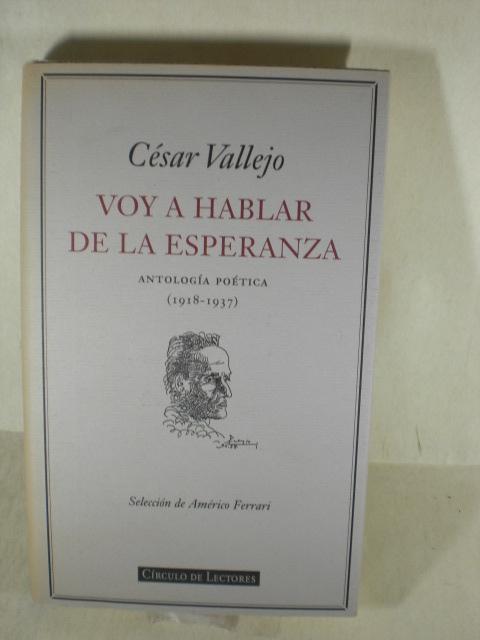 César Vallejo
VOY A HABLAR
DE LA ESPERANZA
ANTOLOGÍA POÉTICA
(1918-1937)
Selección de Américo Ferrari
CÍRCULO DE LECTORES